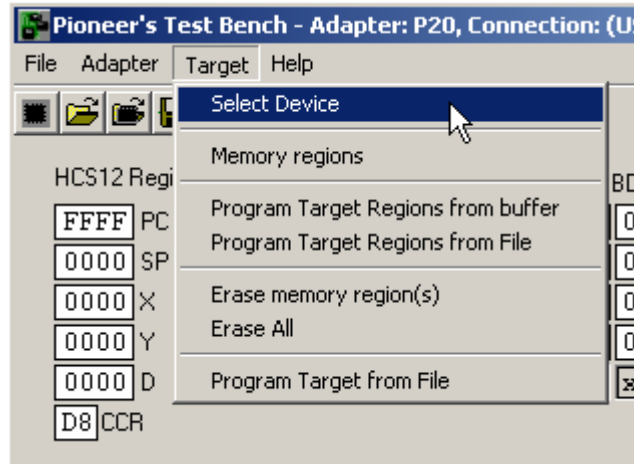 Pioneer's Test Bench - Adapter: P20, Connection: (U
File Adapter Target Help
Select Device
Memory regions
HCS12 Regi
FFFF PC
Program Target Regions from buffer
Program Target Regions from File
0000 SP
0000 X
Erase memory region(s)
0000 Y
Erase All
0000 D
Program Target from File
D8 CCR